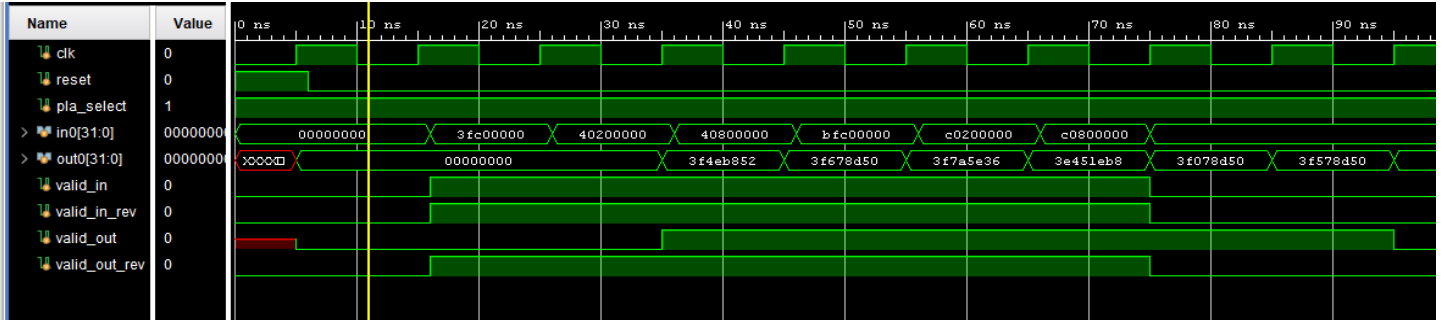 Name Value 0 ns 10 ns 20 ns 30 ns 40 ns 50 ns 60 ns 70 ns 80 ns 90 ns
clk 0
reset 0
pla_select 1
in0[31:0] 00000000 00000000 3fc00000 40200000 40800000 bfc00000 c0200000 c0800000
out0[31:0] 00000000 XXXX 00000000 3f4eb852 3f678d50 3f7a5e36 3e451eb8 3f078d50 3f578d50
valid_in 0
valid_in_rev 0
valid_out 0
valid_out_rev 0